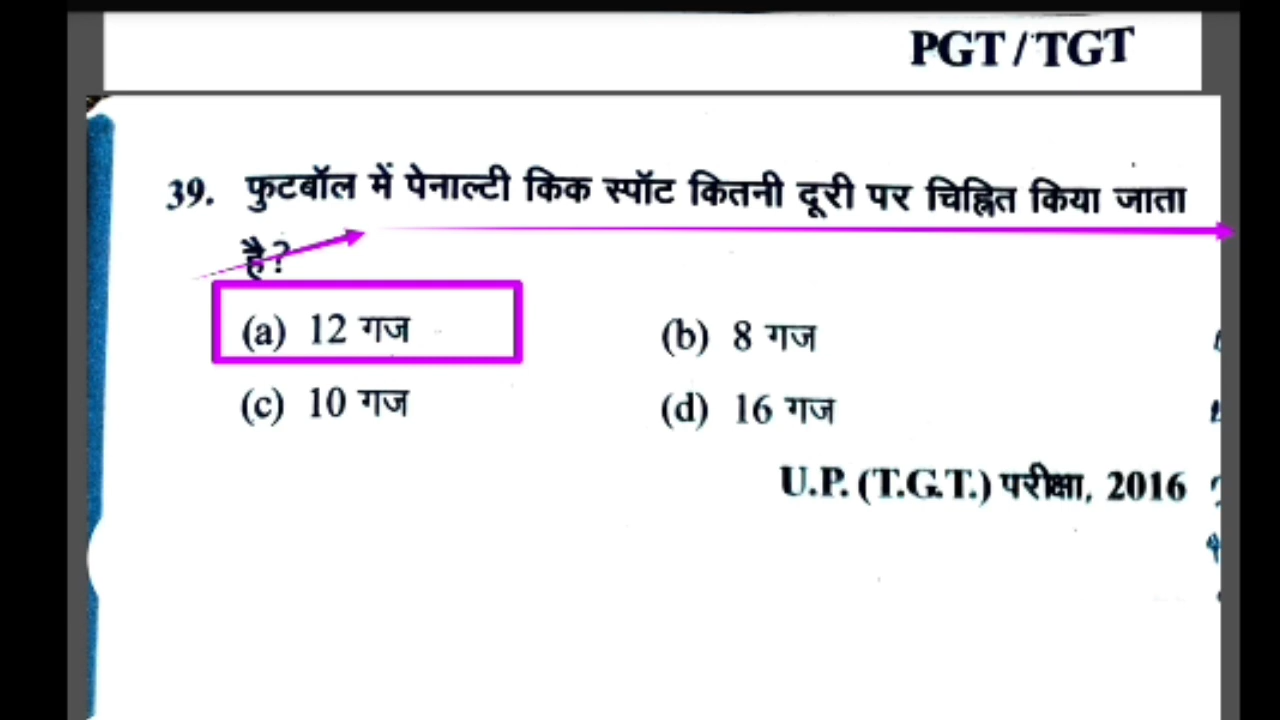 PGT / TGT
39. फुटबॉल में पेनाल्टी किक स्पॉट कितनी दूरी पर चिह्नित किया जाता
है?
(a) 12 गज (b) 8 गज
(c) 10 गज (d) 16 गज
U.P. (T.G.T.) परीक्षा, 2016